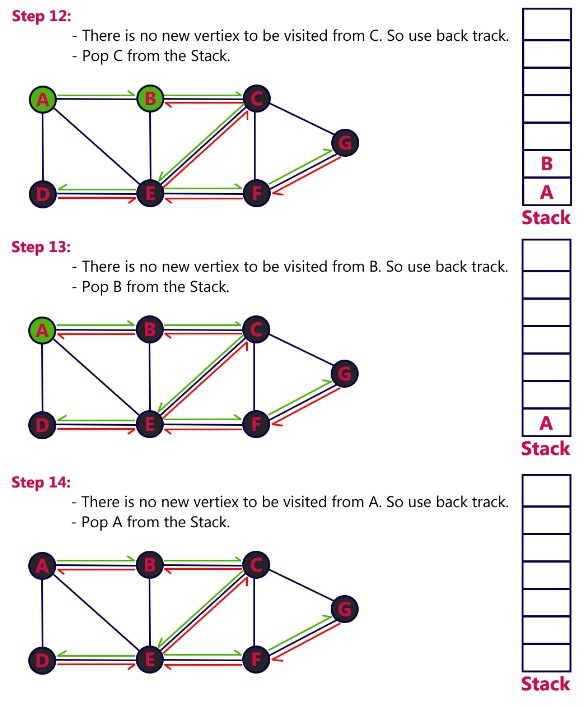 Step 12:
- There is no new vertiex to be visited from C. So use back track.
- Pop C from the Stack.
A B C
G
D E F
B
A
Stack
Step 13:
- There is no new vertiex to be visited from B. So use back track.
- Pop B from the Stack.
A B C
G
D E F
A
Stack
Step 14:
- There is no new vertiex to be visited from A. So use back track.
- Pop A from the Stack.
A B C
G
D E F
Stack